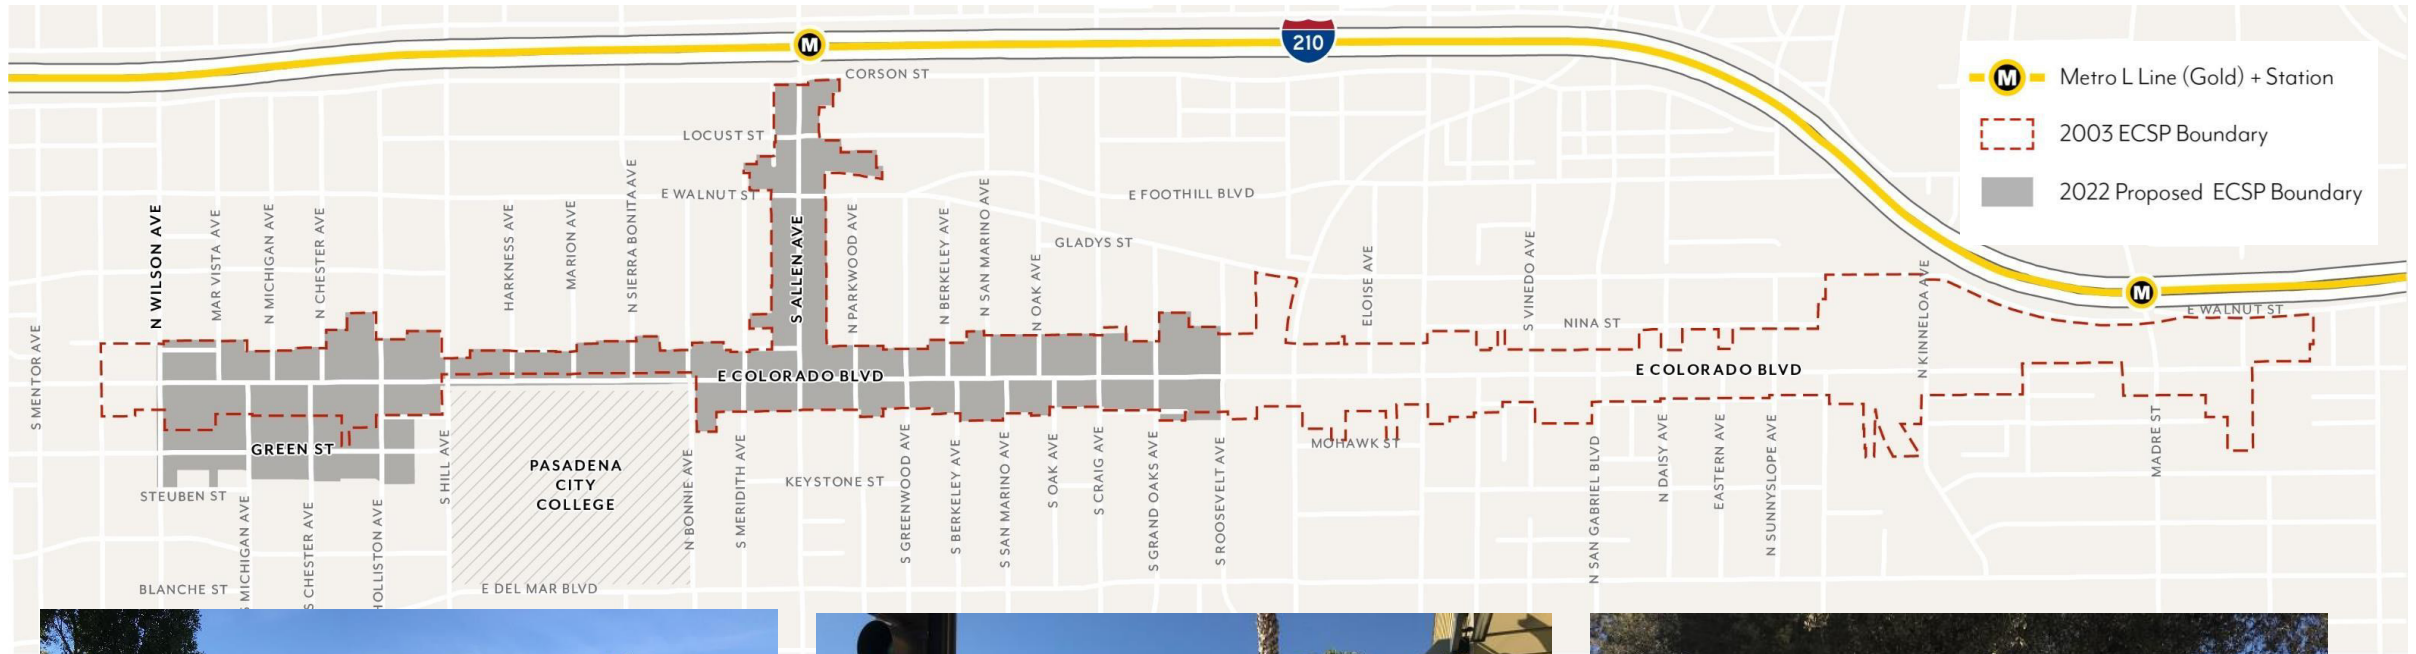 M
210
CORSON ST
M Metro L Line (Gold) + Station
2003 ECSP Boundary
2022 Proposed ECSP Boundary
LOCUST ST
E WALNUT ST
E FOOTHILL BLVD
GLADYS ST
S MENTOR AVE
N WILSON AVE
MAR VISTA AVE
N MICHIGAN AVE
N CHESTER AVE
HARKNESS AVE
MARION AVE
N SIERRA BONITA AVE
S ALLEN AVE
N PARKWOOD AVE
N BERKELEY AVE
N SAN MARINO AVE
N OAK AVE
ELOISE AVE
S VINEDO AVE
NINA ST
N KINNELOA AVE
M
E WALNUT ST
E COLORADO BLVD
E COLORADO BLVD
GREEN ST
STEUBEN ST
BLANCHE ST
S MICHIGAN AVE
S CHESTER AVE
HOLLISTON AVE
S HILL AVE
PASADENA
CITY
COLLEGE
E DEL MAR BLVD
N BONNIE AVE
S MERIDITH AVE
KEYSTONE ST
S GREENWOOD AVE
S BERKELEY AVE
S SAN MARINO AVE
S OAK AVE
S CRAIG AVE
S GRAND OAKS AVE
S ROOSEVELT AVE
MOHAWK ST
N SAN GABRIEL BLVD
N DAISY AVE
EASTERN AVE
N SUNNYSLOPE AVE
MADRE ST